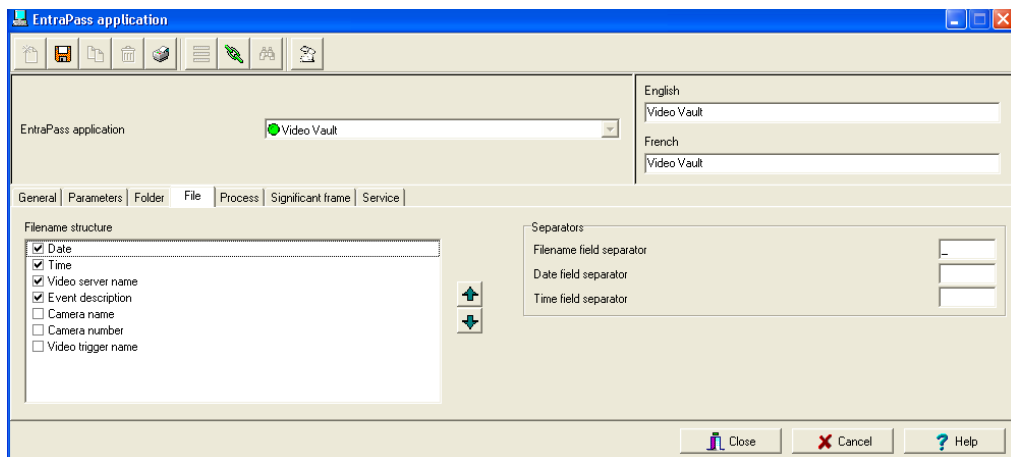 EntraPass application
English
Video Vault
EntraPass application
Video Vault
French
Video Vault
General Parameters Folder File Process Significant frame Service
Filename structure
Date
Time
Video server name
Event description
Camera name
Camera number
Video trigger name
Separators
Filename field separator _
Date field separator
Time field separator
Close Cancel ? Help